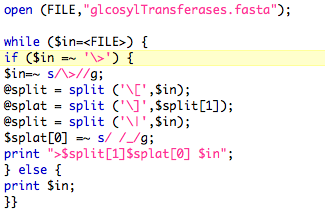 open (FILE,"glcosylTransferases.fasta");
while ($in=<FILE>) {
if ($in =~ '\>') {
$in=~ s/\>//g;
@split = split ('\[',$in);
@splat = split ('\]',$split[1]);
@split = split ('\|',$in);
$splat[0] =~ s/ /_/g;
print ">$split[1]$splat[0] $in";
} else {
print $in;
}}